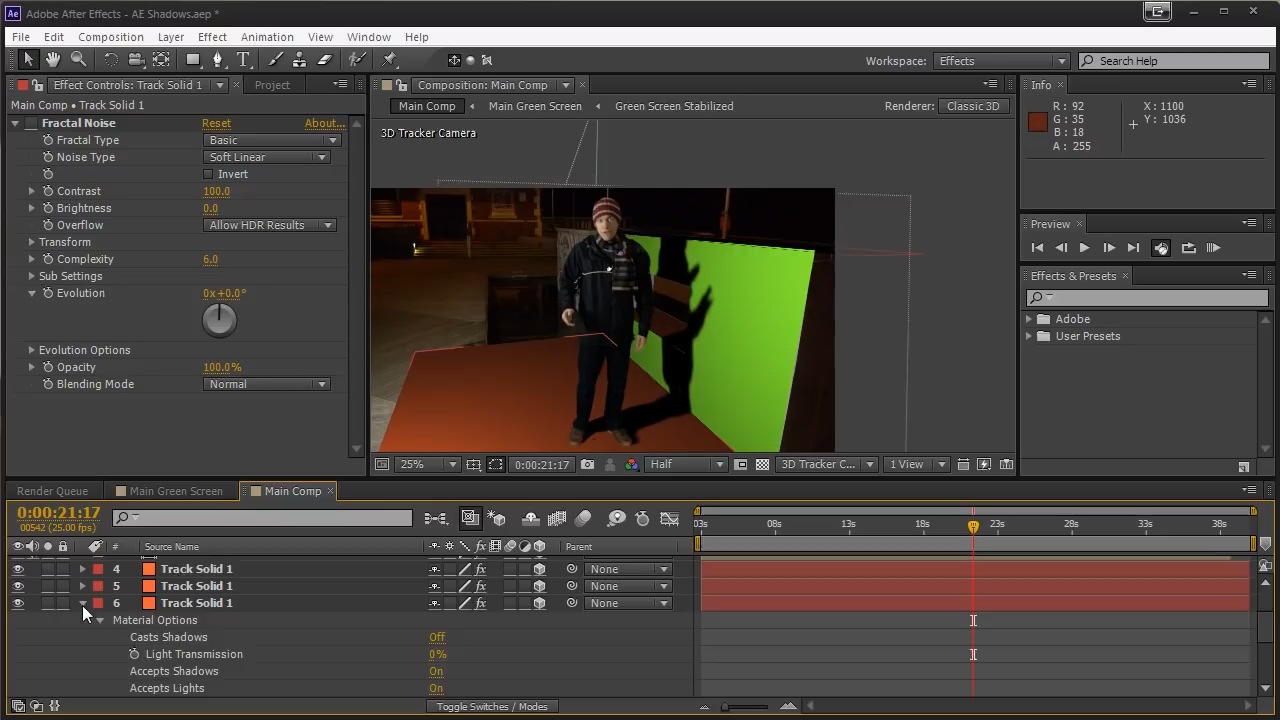 Ae Adobe After Effects - AE Shadows.aep *
File Edit Composition Layer Effect Animation View Window Help
Workspace: Effects Search Help
Effect Controls: Track Solid 1 Project
Main Comp • Track Solid 1
Fractal Noise Reset About...
Fractal Type Basic
Noise Type Soft Linear
Invert
Contrast 100.0
Brightness 0.0
Overflow Allow HDR Results
Transform
Complexity 6.0
Sub Settings
Evolution 0x+0.0°
Evolution Options
Opacity 100.0%
Blending Mode Normal
Composition: Main Comp
Main Comp Main Green Screen Green Screen Stabilized Renderer: Classic 3D
3D Tracker Camera
25% 0:00:21:17 Half 3D Tracker C... 1 View
Info
R: 92 X: 1100
G: 35 Y: 1036
B: 18
A: 255
Preview
Effects & Presets
Adobe
User Presets
Render Queue Main Green Screen Main Comp
0:00:21:17
00542 (25.00 fps)
03s 08s 13s 18s 23s 28s 33s 38s
# Source Name fx Parent
4 Track Solid 1 fx None
5 Track Solid 1 fx None
6 Track Solid 1 fx None
Material Options
Casts Shadows Off
Light Transmission 0%
Accepts Shadows On
Accepts Lights On
Toggle Switches / Modes